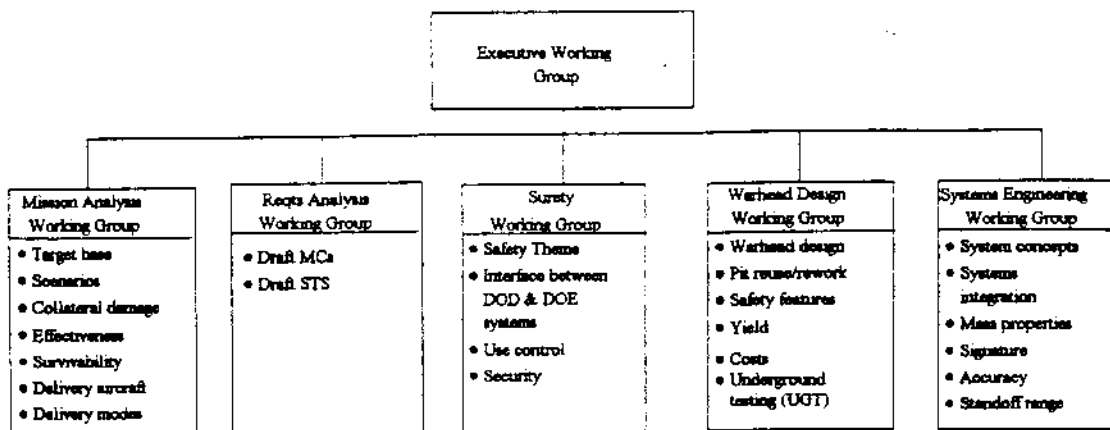 Executive Working
Group
Mission Analysis
Working Group
• Target base
• Scenarios
• Collateral damage
• Effectiveness
• Survivability
• Delivery aircraft
• Delivery modes
Reqts Analysis
Working Group
• Draft MCs
• Draft STS
Surety
Working Group
• Safety Theme
• Interface between
DOD & DOE
systems
• Use control
• Security
Warhead Design
Working Group
• Warhead design
• Pit reuse/rework
• Safety features
• Yield
• Costs
• Underground
testing (UGT)
Systems Engineering
Working Group
• System concepts
• Systems
integration
• Mass properties
• Signature
• Accuracy
• Standoff range